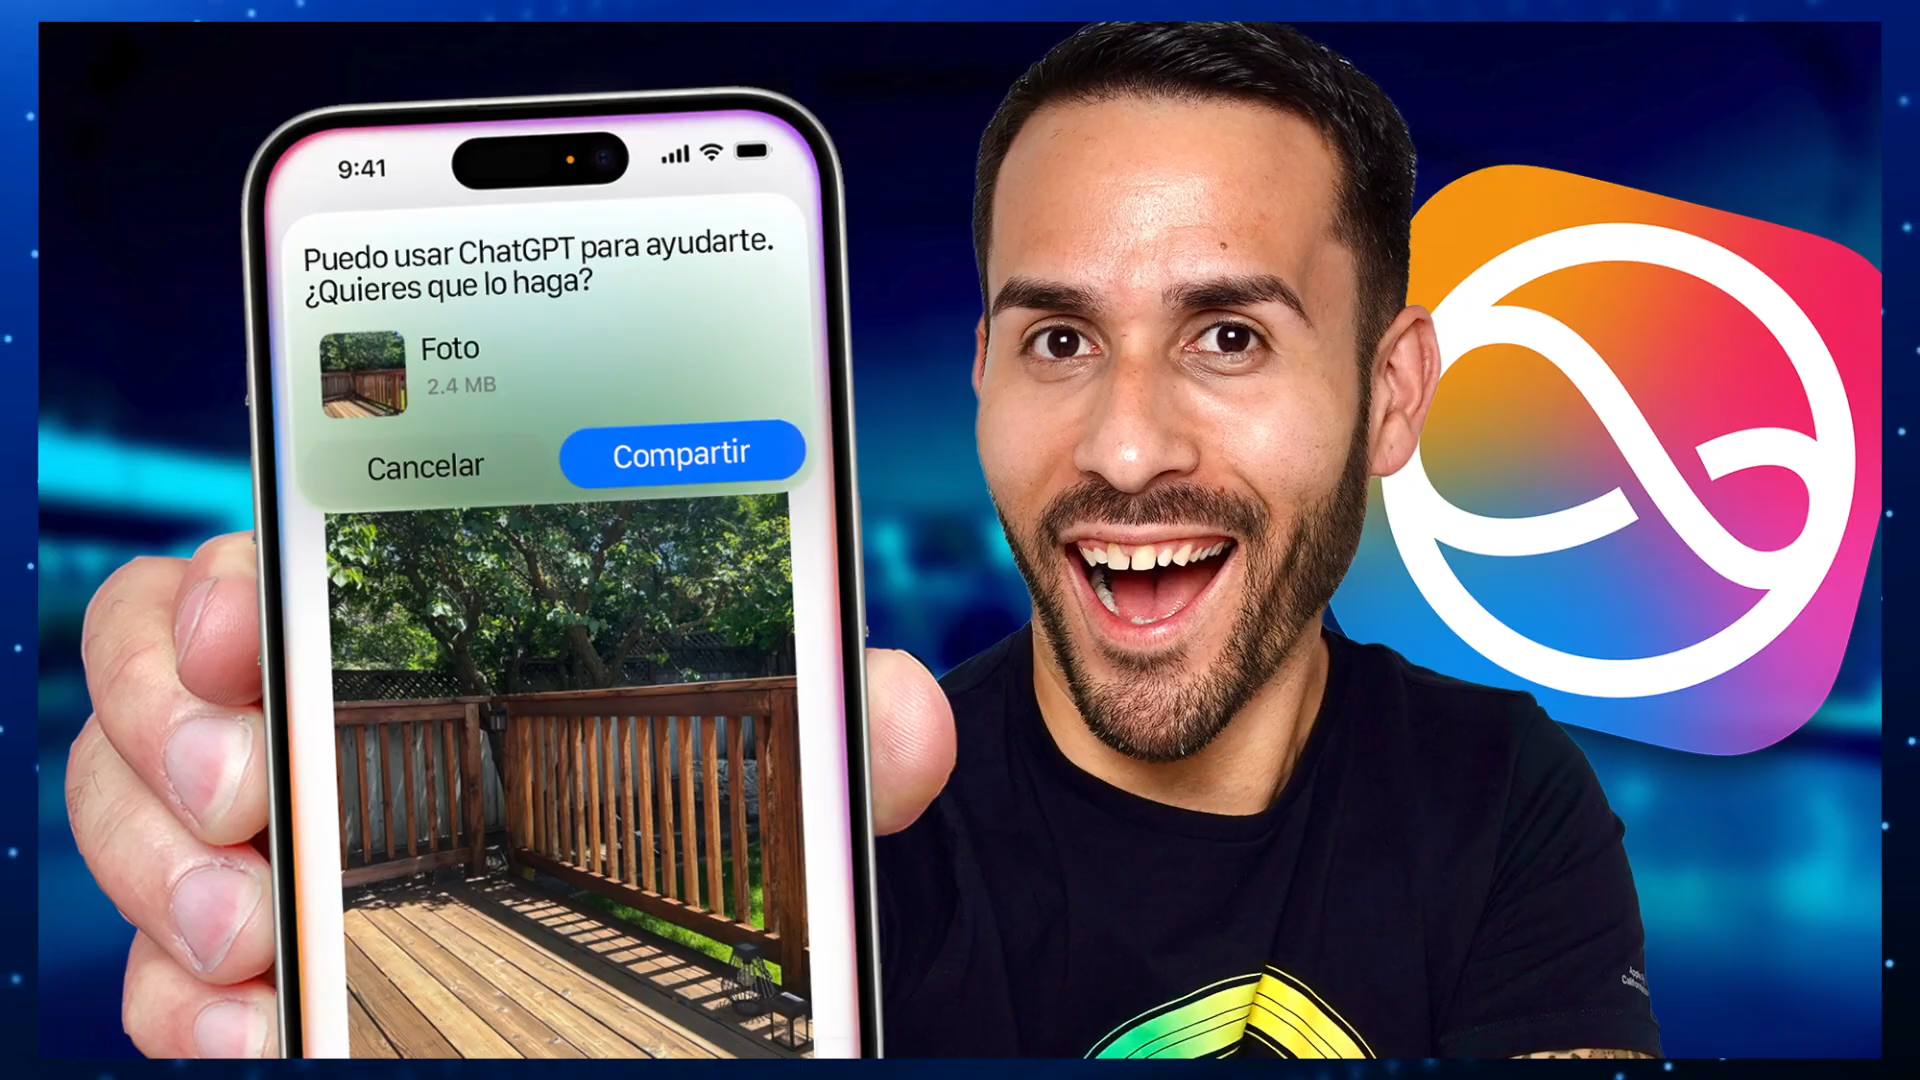 9:41
Puedo usar ChatGPT para ayudarte.
¿Quieres que lo haga?
Foto
2.4 MB
Cancelar
Compartir